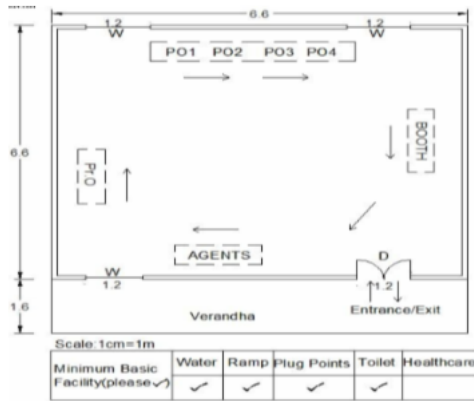 6.6
1.2 1.2
W W
PO1 PO2 PO3 PO4
BOOTH
6.6
Pr.O
AGENTS
D
W
1.2 1.2
1.6
Verandha
Entrance/Exit
Scale:1cm=1m
Minimum Basic Facility(please✓) Water Ramp Plug Points Toilet Healthcare
✓ ✓ ✓ ✓